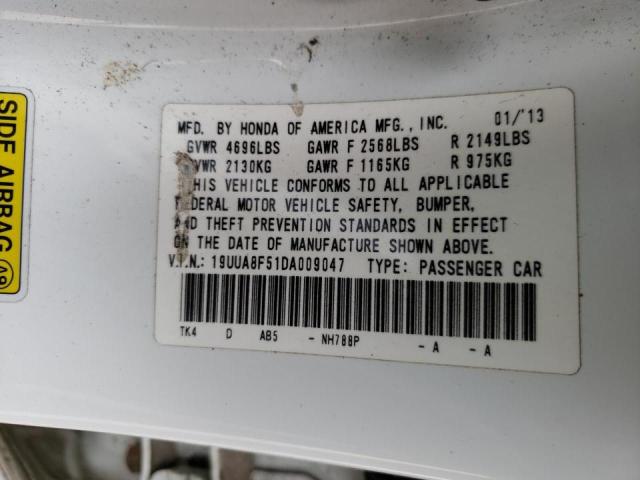 SIDE AIRBAG
MFD. BY HONDA OF AMERICA MFG., INC. 01/'13
GVWR 4696LBS GAWR F 2568LBS R 2149LBS
GVWR 2130KG GAWR F 1165KG R 975KG
THIS VEHICLE CONFORMS TO ALL APPLICABLE
FEDERAL MOTOR VEHICLE SAFETY, BUMPER,
AND THEFT PREVENTION STANDARDS IN EFFECT
ON THE DATE OF MANUFACTURE SHOWN ABOVE.
V.I.N.: 19UUA8F51DA009047 TYPE: PASSENGER CAR
TK4 D AB5 - NH788P - A - A